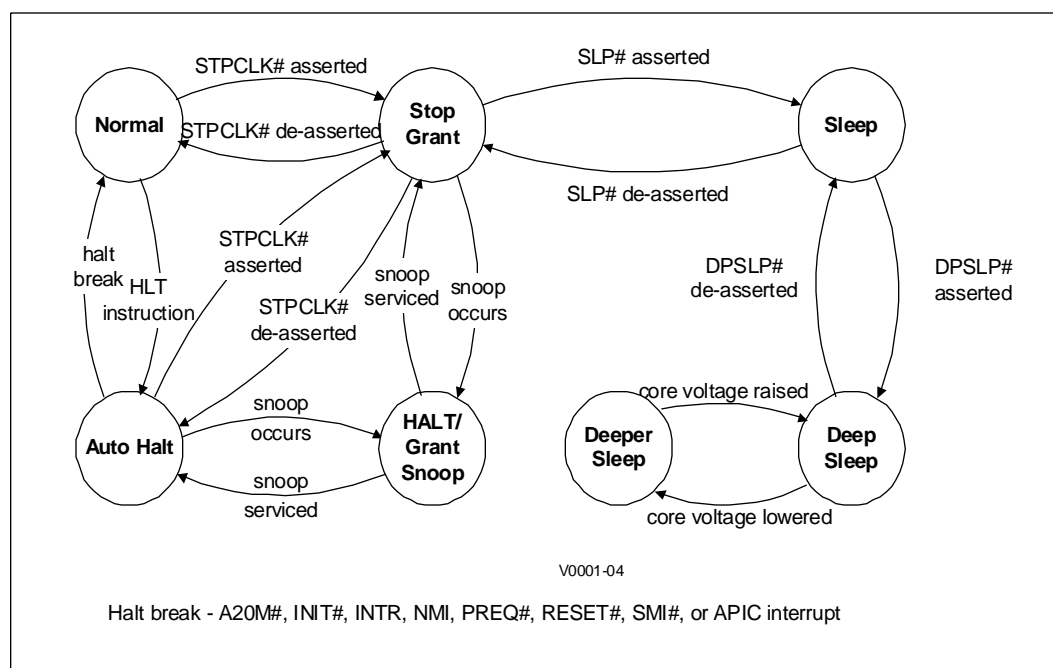 STPCLK# asserted
SLP# asserted
Normal
Stop
Grant
Sleep
STPCLK# de-asserted
SLP# de-asserted
halt
break
HLT
instruction
STPCLK#
asserted
STPCLK#
de-asserted
snoop
serviced
snoop
occurs
DPSLP#
de-asserted
DPSLP#
asserted
core voltage raised
Auto Halt
snoop
occurs
HALT/
Grant
Snoop
Deeper
Sleep
Deep
Sleep
snoop
serviced
core voltage lowered
V0001-04
Halt break - A20M#, INIT#, INTR, NMI, PREQ#, RESET#, SMI#, or APIC interrupt